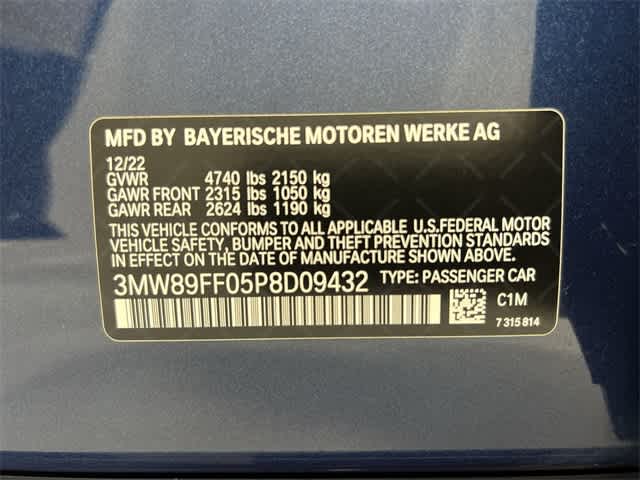 MFD BY BAYERISCHE MOTOREN WERKE AG
12/22
GVWR 4740 lbs 2150 kg
GAWR FRONT 2315 lbs 1050 kg
GAWR REAR 2624 lbs 1190 kg
THIS VEHICLE CONFORMS TO ALL APPLICABLE U.S.FEDERAL MOTOR
VEHICLE SAFETY, BUMPER AND THEFT PREVENTION STANDARDS
IN EFFECT ON THE DATE OF MANUFACTURE SHOWN ABOVE.
3MW89FF05P8D09432 TYPE: PASSENGER CAR
C1M
7 315 814